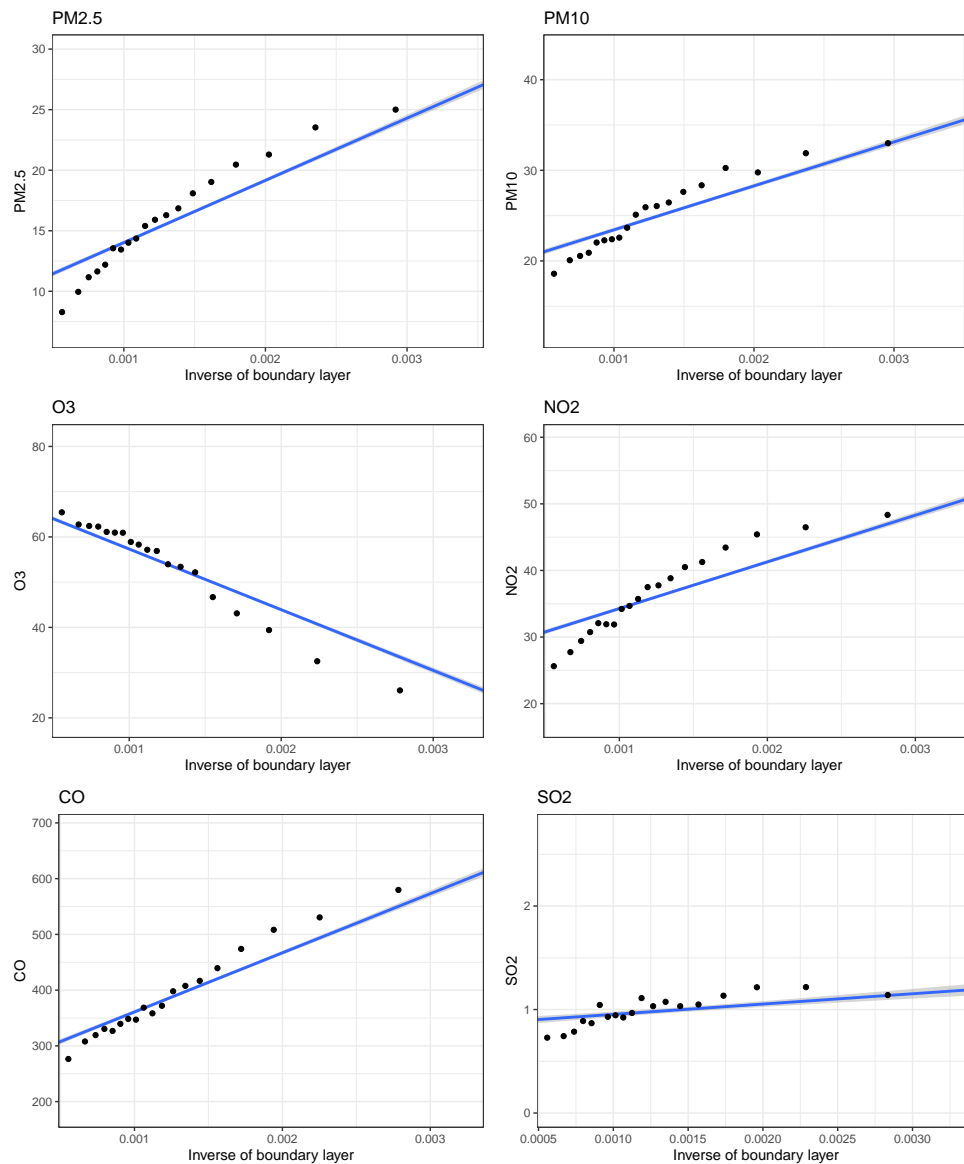 PM2.5
30
25
20
15
10
PM2.5
0.001 0.002 0.003
Inverse of boundary layer
PM10
40
30
20
PM10
0.001 0.002 0.003
Inverse of boundary layer
O3
80
60
40
20
O3
0.001 0.002 0.003
Inverse of boundary layer
NO2
60
50
40
30
20
NO2
0.001 0.002 0.003
Inverse of boundary layer
CO
700
600
500
400
300
200
CO
0.001 0.002 0.003
Inverse of boundary layer
SO2
2
1
0
SO2
0.0005 0.0010 0.0015 0.0020 0.0025 0.0030
Inverse of boundary layer